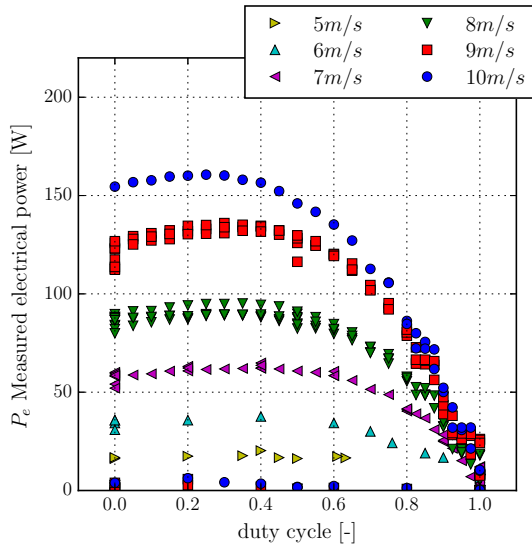 5m/s 8m/s
6m/s 9m/s
7m/s 10m/s
200
150
100
50
0
P_e Measured electrical power [W]
0.0 0.2 0.4 0.6 0.8 1.0
duty cycle [-]